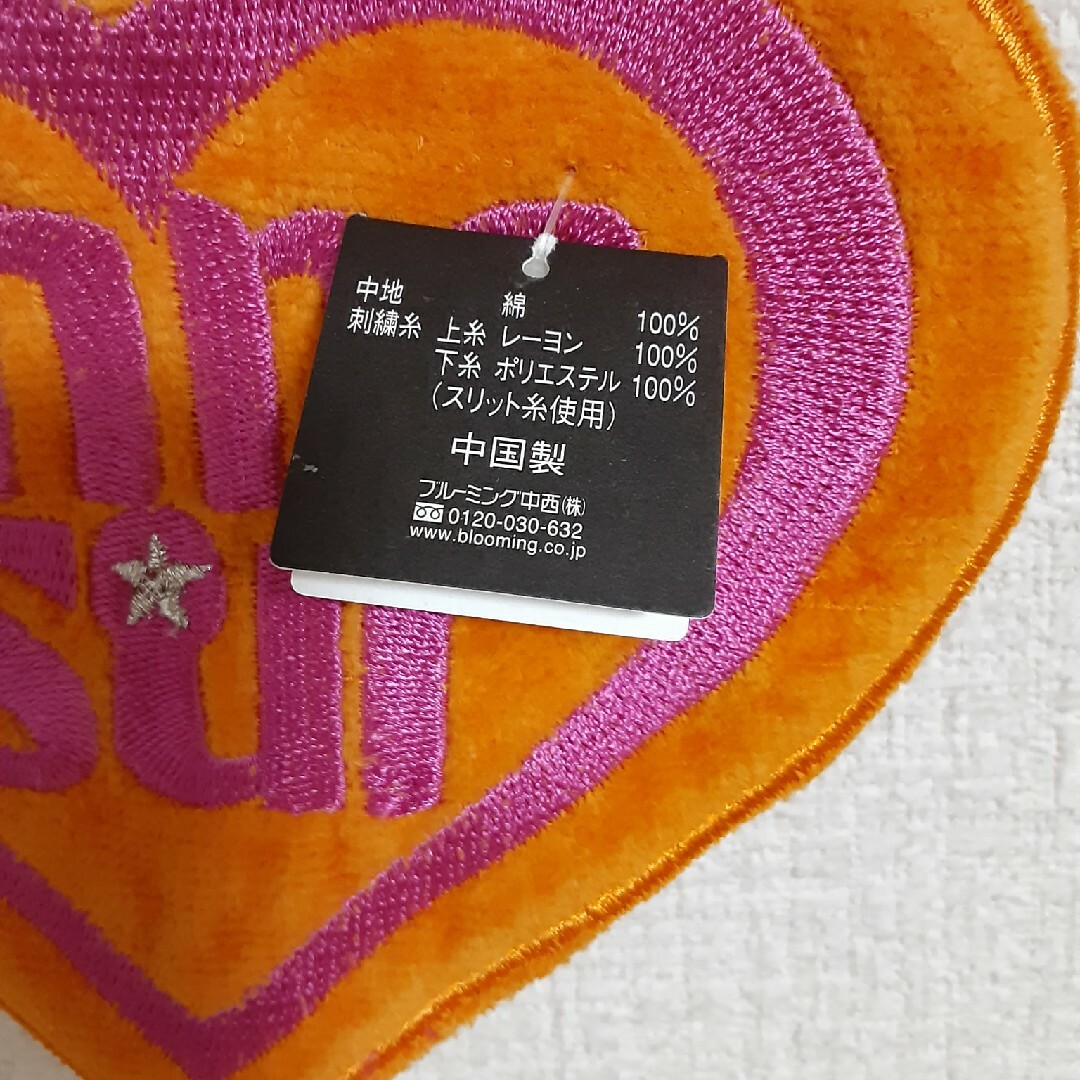 中地 綿 100%
刺繍糸 上糸 レーヨン 100%
下糸 ポリエステル 100%
(スリット糸使用)
中国製
ブルーミング中西(株)
0120-030-632
www.blooming.co.jp